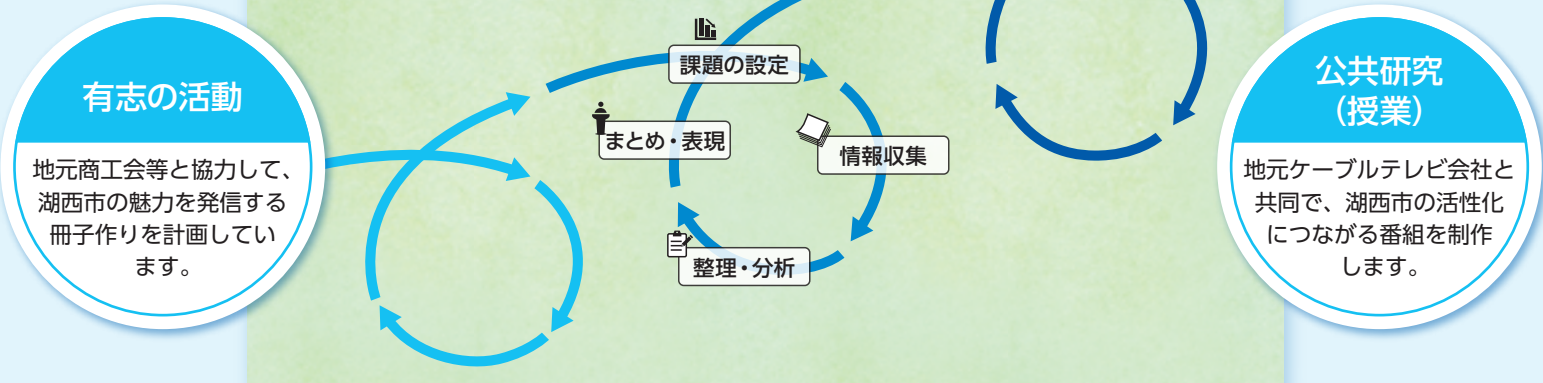 有志の活動
地元商工会等と協力して、
湖西市の魅力を発信する
冊子作りを計画してい
ます。
課題の設定
まとめ・表現
情報収集
整理・分析
公共研究
（授業）
地元ケーブルテレビ会社と
共同で、湖西市の活性化
につながる番組を制作
します。